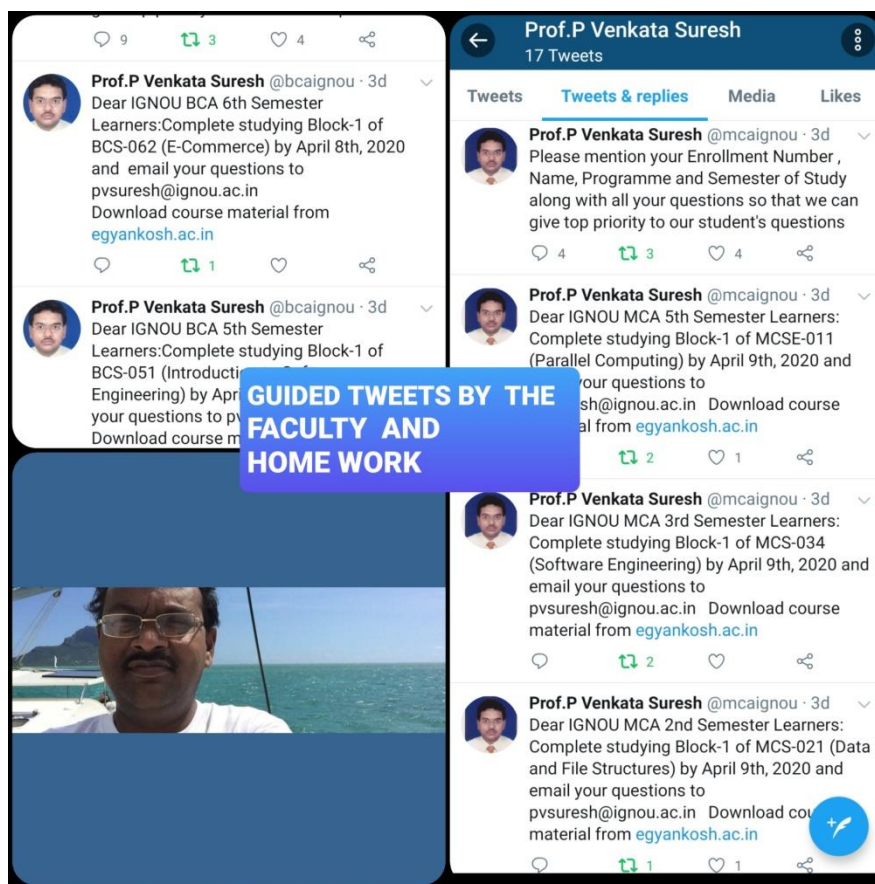 9 3 4
Prof.P Venkata Suresh @bcaignou · 3d
Dear IGNOU BCA 6th Semester
Learners:Complete studying Block-1 of
BCS-062 (E-Commerce) by April 8th, 2020
and email your questions to
pvsuresh@ignou.ac.in
Download course material from
egyankosh.ac.in
1
Prof.P Venkata Suresh @bcaignou · 3d
Dear IGNOU BCA 5th Semester
Learners:Complete studying Block-1 of
BCS-051 (Introduction
Engineering) by Apri
your questions to pv
Download course m
GUIDED TWEETS BY THE
FACULTY AND
HOME WORK
Prof.P Venkata Suresh
17 Tweets
Tweets Tweets & replies Media Likes
Prof.P Venkata Suresh @mcaignou · 3d
Please mention your Enrollment Number ,
Name, Programme and Semester of Study
along with all your questions so that we can
give top priority to our student's questions
4 3 4
Prof.P Venkata Suresh @mcaignou · 3d
Dear IGNOU MCA 5th Semester Learners:
Complete studying Block-1 of MCSE-011
(Parallel Computing) by April 9th, 2020 and
your questions to
sh@ignou.ac.in Download course
al from egyankosh.ac.in
2 1
Prof.P Venkata Suresh @mcaignou · 3d
Dear IGNOU MCA 3rd Semester Learners:
Complete studying Block-1 of MCS-034
(Software Engineering) by April 9th, 2020 and
email your questions to
pvsuresh@ignou.ac.in Download course
material from egyankosh.ac.in
2
Prof.P Venkata Suresh @mcaignou · 3d
Dear IGNOU MCA 2nd Semester Learners:
Complete studying Block-1 of MCS-021 (Data
and File Structures) by April 9th, 2020 and
email your questions to
pvsuresh@ignou.ac.in Download cou
material from egyankosh.ac.in
1 1